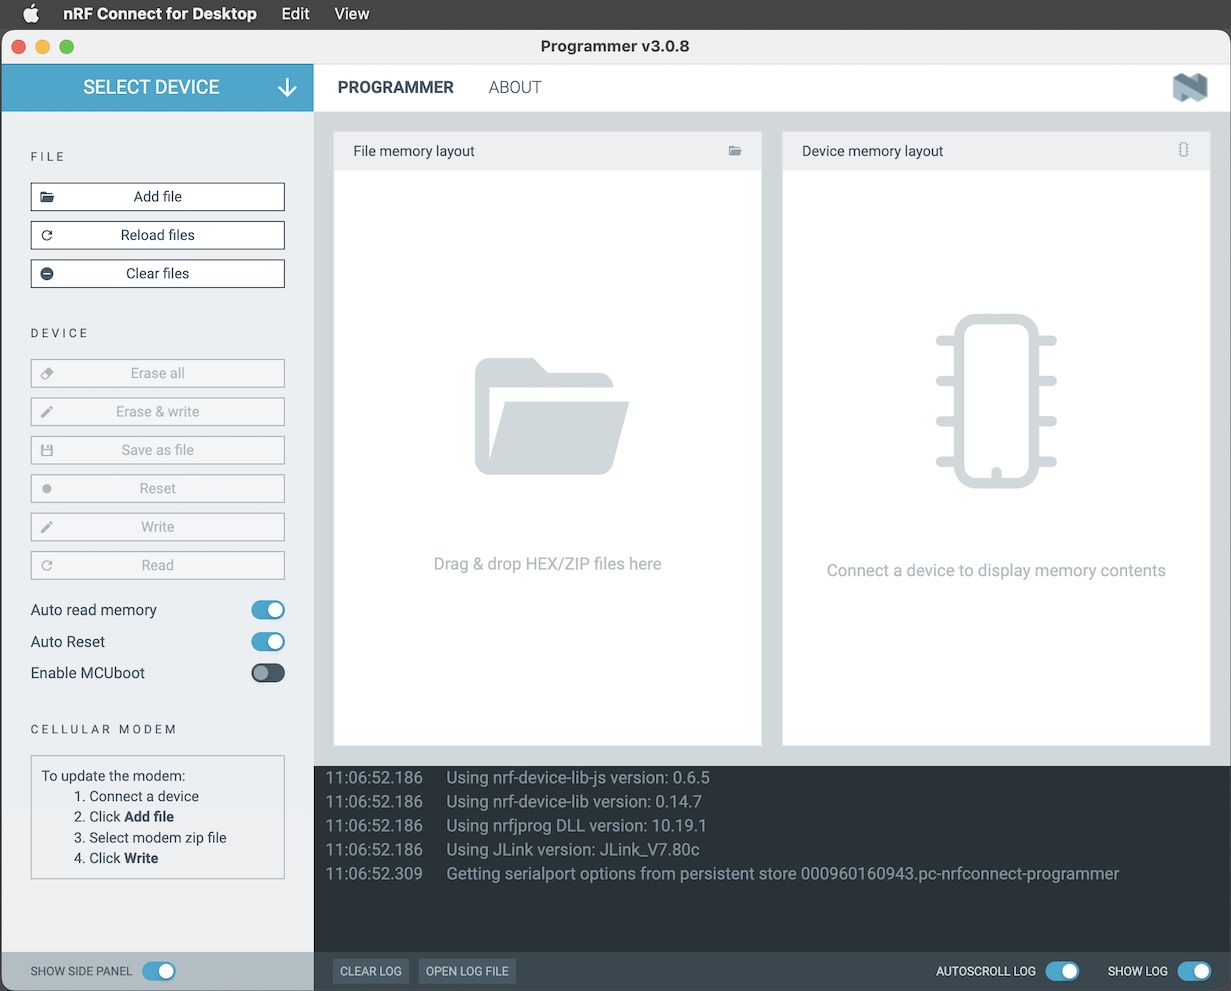 nRF Connect for Desktop Edit View
Programmer v3.0.8
SELECT DEVICE
PROGRAMMER ABOUT
FILE
Add file
Reload files
Clear files
DEVICE
Erase all
Erase & write
Save as file
Reset
Write
Read
Auto read memory
Auto Reset
Enable MCUboot
CELLULAR MODEM
To update the modem:
1. Connect a device
2. Click Add file
3. Select modem zip file
4. Click Write
SHOW SIDE PANEL
File memory layout
Drag & drop HEX/ZIP files here
Device memory layout
Connect a device to display memory contents
11:06:52.186 Using nrf-device-lib-js version: 0.6.5
11:06:52.186 Using nrf-device-lib version: 0.14.7
11:06:52.186 Using nrfjprog DLL version: 10.19.1
11:06:52.186 Using JLink version: JLink_V7.80c
11:06:52.309 Getting serialport options from persistent store 000960160943.pc-nrfconnect-programmer
CLEAR LOG OPEN LOG FILE AUTOSCROLL LOG SHOW LOG